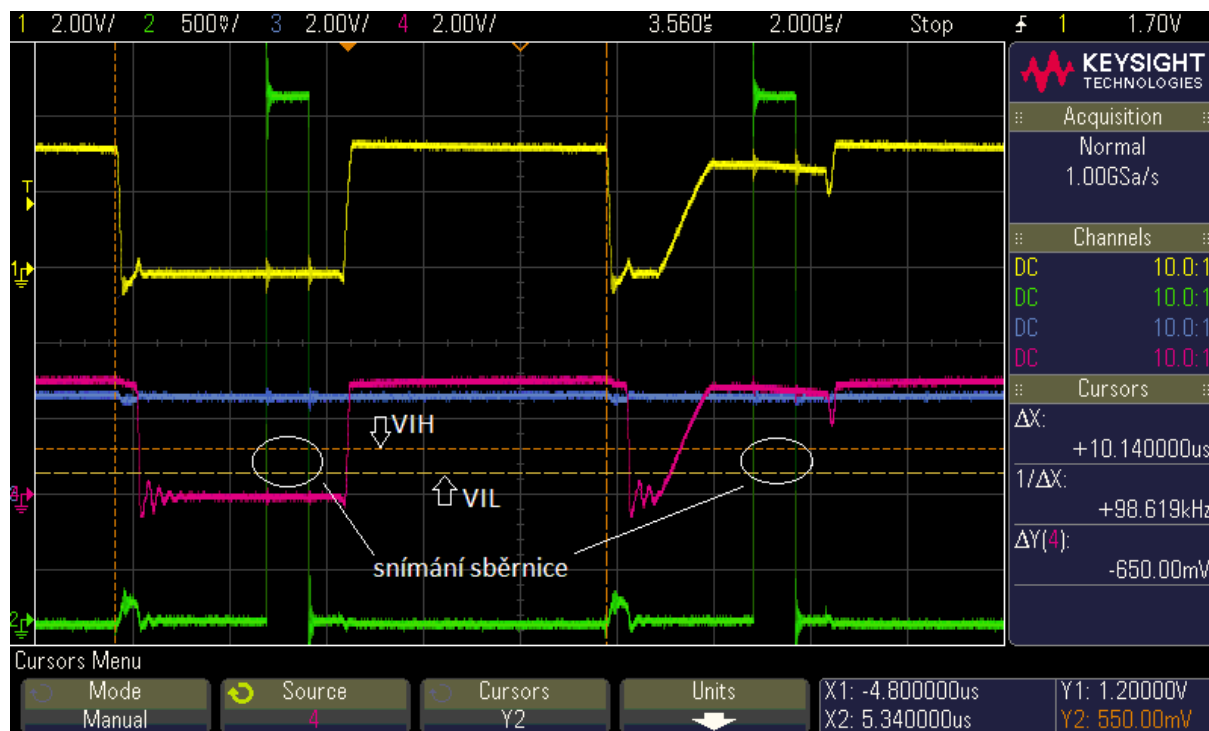 1 2.00V/ 2 500mV/ 3 2.00V/ 4 2.00V/ 3.560us 2.000us/ Stop 1 1.70V
KEYSIGHT
TECHNOLOGIES
Acquisition
Normal
1.00GSa/s
Channels
DC 10.0:1
DC 10.0:1
DC 10.0:1
DC 10.0:1
Cursors
ΔX:
+10.140000us
1/ΔX:
+98.619kHz
ΔY(4):
-650.00mV
T
1
VIH
VIL
snímání sběrnice
2
Cursors Menu
Mode
Manual
Source
4
Cursors
Y2
Units
X1: -4.800000us
X2: 5.340000us
Y1: 1.20000V
Y2: 550.00mV